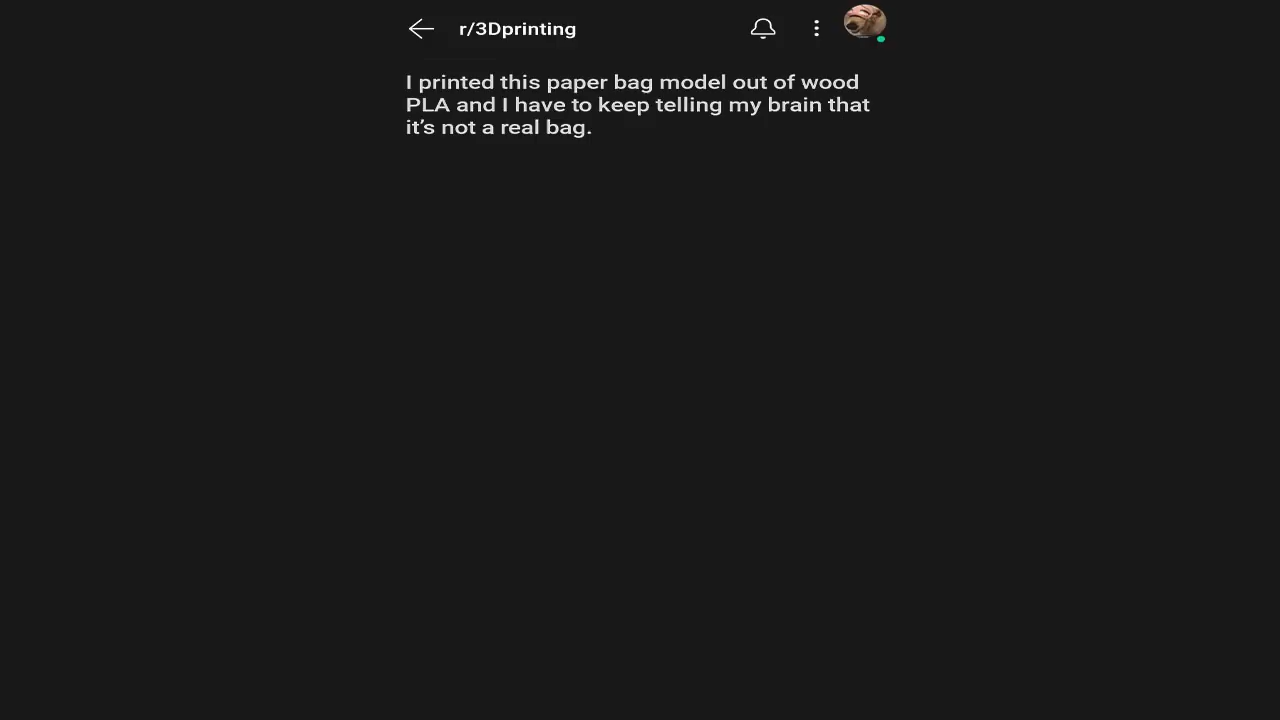 r/3Dprinting
I printed this paper bag model out of wood
PLA and I have to keep telling my brain that
it’s not a real bag.